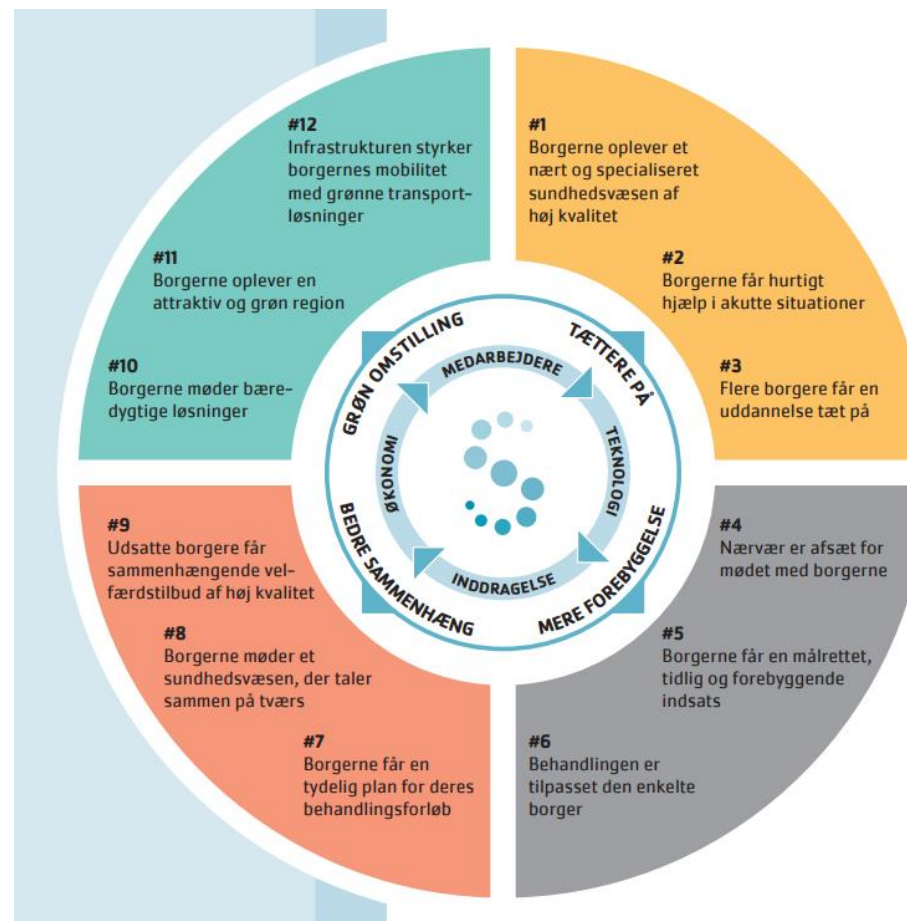 #12
Infrastrukturen styrker
borgernes mobilitet
med grønne transport-
løsninger
#11
Borgerne oplever en
attraktiv og grøn region
#10
Borgerne møder bære-
dygtige løsninger
#1
Borgerne oplever et
nært og specialiseret
sundhedsvæsen af
høj kvalitet
#2
Borgerne får hurtigt
hjælp i akutte situationer
#3
Flere borgere får en
uddannelse tæt på
GRØN OMSTILLING
TÆTTERE PÅ
MEDARBEJDERE
ØKONOMI
TEKNOLOGI
INDDRAGELSE
BEDRE SAMMENHÆNG
MERE FOREBYGGELSE
#9
Udsatte borgere får
sammenhængende vel-
færdstilbud af høj kvalitet
#8
Borgerne møder et
sundhedsvæsen, der taler
sammen på tværs
#7
Borgerne får en
tydelig plan for deres
behandlingsforløb
#4
Nærvær er afsæt for
mødet med borgerne
#5
Borgerne får en målrettet,
tidlig og forebyggende
indsats
#6
Behandlingen er
tilpasset den enkelte
borger